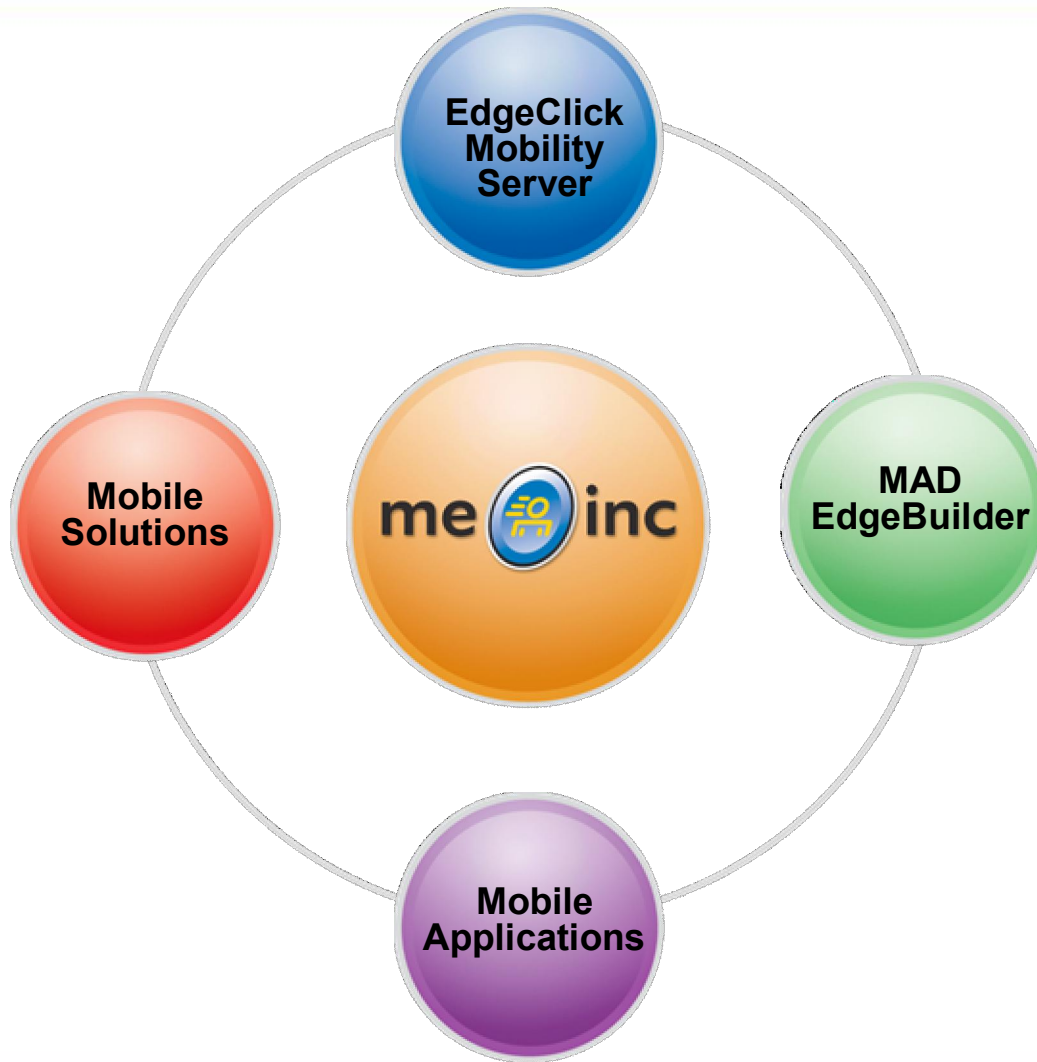 EdgeClick
Mobility
Server
Mobile
Solutions
me inc
MAD
EdgeBuilder
Mobile
Applications